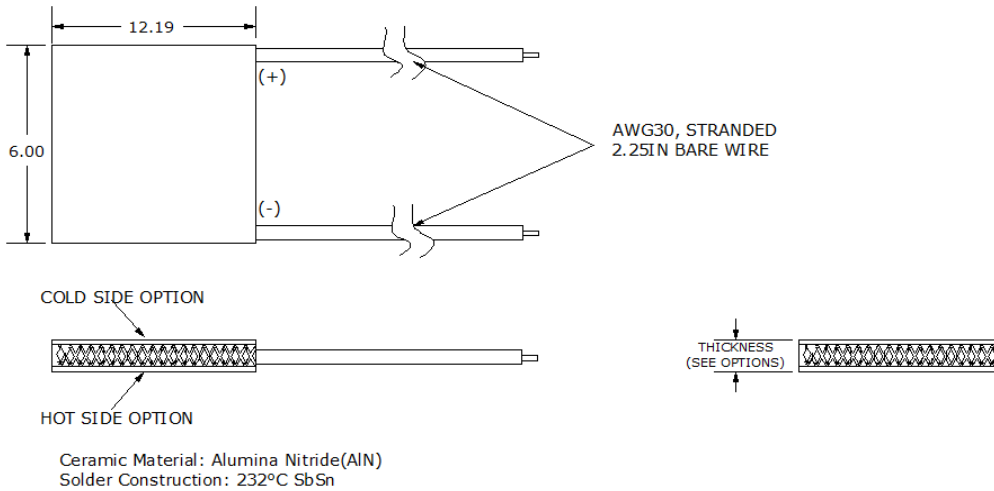 12.19
(+)
6.00
AWG30, STRANDED
2.25IN BARE WIRE
(-)
COLD SIDE OPTION
THICKNESS
(SEE OPTIONS)
HOT SIDE OPTION
Ceramic Material: Alumina Nitride(AlN)
Solder Construction: 232ºC SbSn